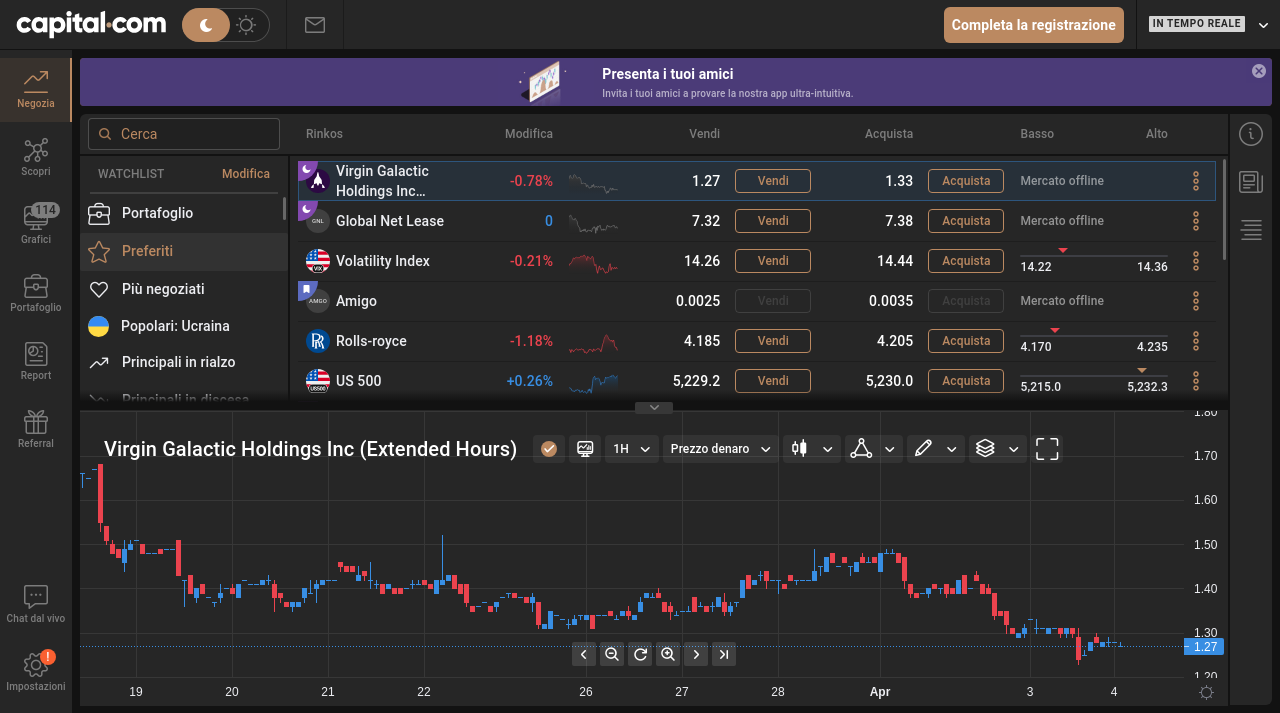 capital.com
Completa la registrazione
IN TEMPO REALE
Presenta i tuoi amici
Invita i tuoi amici a provare la nostra app ultra-intuitiva.
Negozia
Scopri
114
Grafici
Portafoglio
Report
Referral
Chat dal vivo
!
Impostazioni
Cerca
WATCHLIST
Modifica
Portafoglio
Preferiti
Più negoziati
Popolari: Ucraina
Principali in rialzo
Principali in discesa
Rinkos Modifica Vendi Acquista Basso Alto
Virgin Galactic
Holdings Inc... -0.78% 1.27 Vendi 1.33 Acquista Mercato offline
GNL Global Net Lease 0 7.32 Vendi 7.38 Acquista Mercato offline
VIX Volatility Index -0.21% 14.26 Vendi 14.44 Acquista 14.22 14.36
AMGO Amigo 0.0025 Vendi 0.0035 Acquista Mercato offline
Rolls-royce -1.18% 4.185 Vendi 4.205 Acquista 4.170 4.235
US500 US 500 +0.26% 5,229.2 Vendi 5,230.0 Acquista 5,215.0 5,232.3
Virgin Galactic Holdings Inc (Extended Hours)
1H
Prezzo denaro
1.80
1.70
1.60
1.50
1.40
1.30
1.27
1.20
19 20 21 22 26 27 28 Apr 3 4